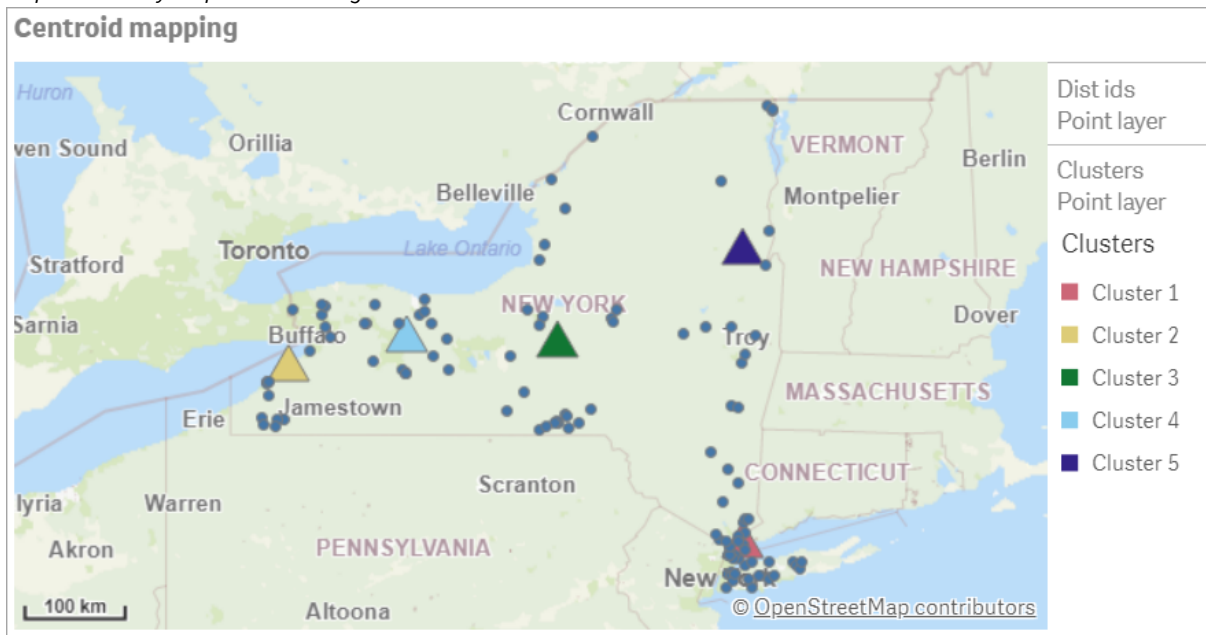 Centroid mapping
Huron
Cornwall
Dist ids
Point layer
wen Sound
Orillia
VERMONT
Berlin
Clusters
Point layer
Belleville
Montpelier
Clusters
Toronto
Lake Ontario
Stratford
NEW HAMPSHIRE
Cluster 1
NEW YORK
Sarnia
Buffalo
Troy
Dover
Cluster 2
Cluster 3
MASSACHUSETTS
Erie
Jamestown
Cluster 4
CONNECTICUT
Cluster 5
lyria
Warren
Scranton
Akron
PENNSYLVANIA
New York
100 km
Altoona
© OpenStreetMap contributors